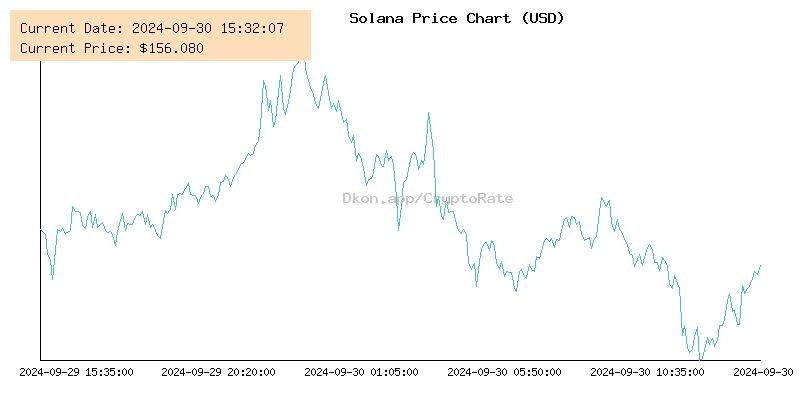 Solana Price Chart (USD)
Current Date: 2024-09-30 15:32:07
Current Price: $156.080
Dkon.app/CryptoRate
2024-09-29 15:35:00 2024-09-29 20:20:00 2024-09-30 01:05:00 2024-09-30 05:50:00 2024-09-30 10:35:00 2024-09-30